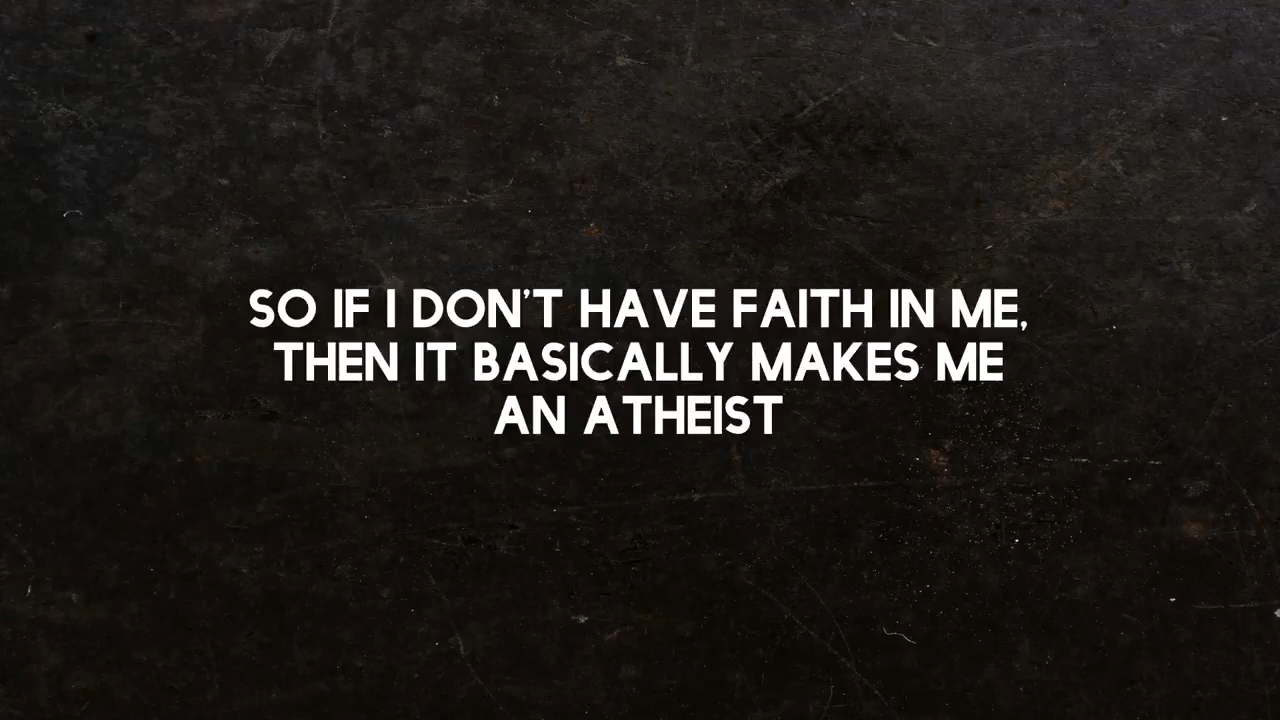 SO IF I DON'T HAVE FAITH IN ME,
THEN IT BASICALLY MAKES ME
AN ATHEIST